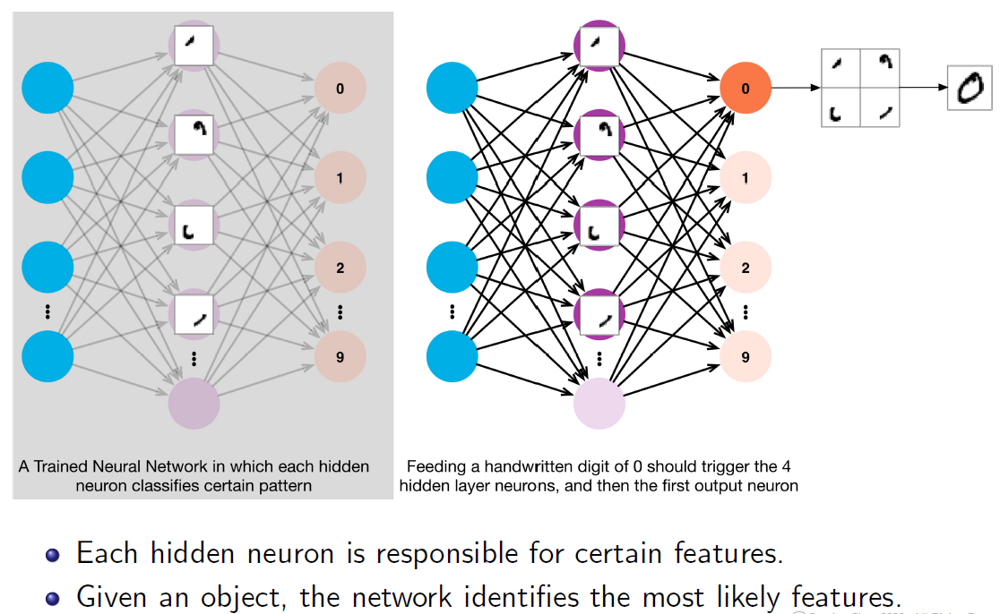 0
1
2
9
A Trained Neural Network in which each hidden
neuron classifies certain pattern
0
1
2
9
Feeding a handwritten digit of 0 should trigger the 4
hidden layer neurons, and then the first output neuron
0
Each hidden neuron is responsible for certain features.
Given an object, the network identifies the most likely features.